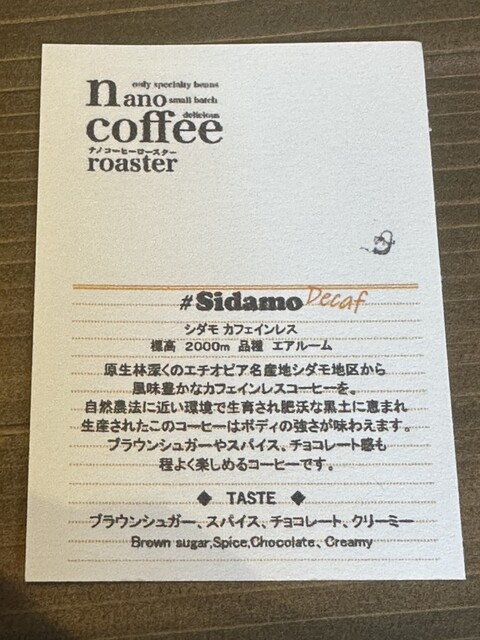 only specialty beans
nano small batch
delicious
coffee
ナノコーヒーロースター
roaster
#Sidamo Decaf
シダモ カフェインレス
標高 2000m 品種 エアルーム
原生林深くのエチオピア名産地シダモ地区から
風味豊かなカフェインレスコーヒーを。
自然農法に近い環境で生育され肥沃な黒土に恵まれ
生産されたこのコーヒーはボディの強さが味わえます。
ブラウンシュガーやスパイス、チョコレート感も
程よく楽しめるコーヒーです。
◆ TASTE ◆
ブラウンシュガー、スパイス、チョコレート、クリーミー
Brown sugar,Spice,Chocolate、Creamy